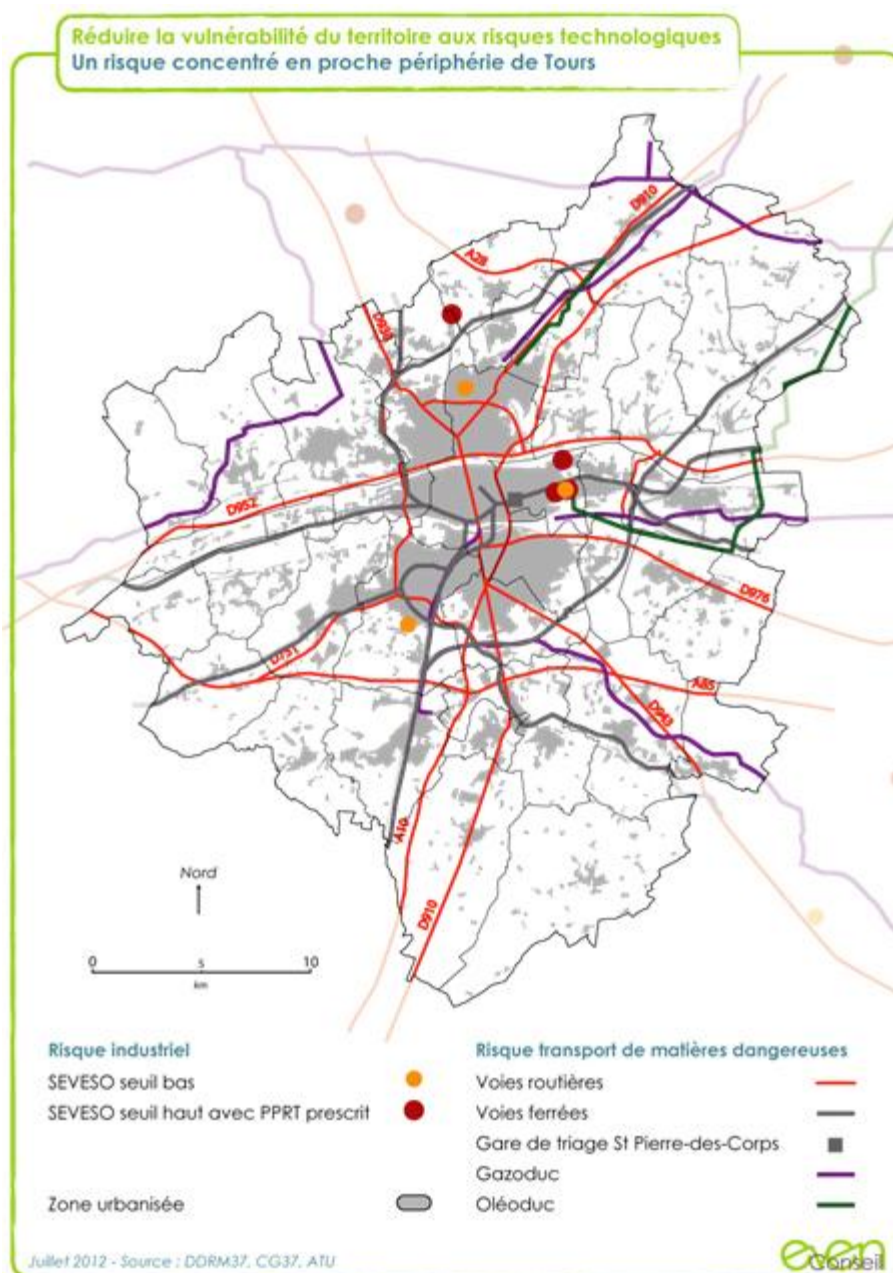 Réduire la vulnérabilité du territoire aux risques technologiques
Un risque concentré en proche périphérie de Tours
D910
A28
D938
D952
D976
D751
A85
D943
A10
D910
Nord
0 5 10
km
Risque industriel
SEVESO seuil bas
SEVESO seuil haut avec PPRT prescrit
Zone urbanisée
Risque transport de matières dangereuses
Voies routières
Voies ferrées
Gare de triage St Pierre-des-Corps
Gazoduc
Oléoduc
Juillet 2012 - Source : DDRM37, CG37, ATU
even
Conseil